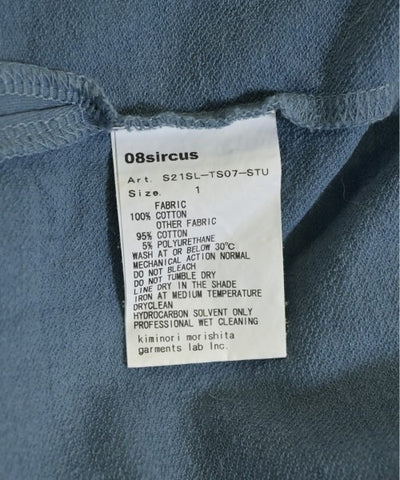 08sircus
Art. S21SL-TS07-STU
Size. 1
FABRIC
100% COTTON
OTHER FABRIC
95% COTTON
5% POLYURETHANE
WASH AT OR BELOW 30℃
MECHANICAL ACTION NORMAL
DO NOT BLEACH
DO NOT TUMBLE DRY
LINE DRY IN THE SHADE
IRON AT MEDIUM TEMPERATURE
DRYCLEAN
HYDROCARBON SOLVENT ONLY
PROFESSIONAL WET CLEANING
kiminori morishita
garments lab Inc.